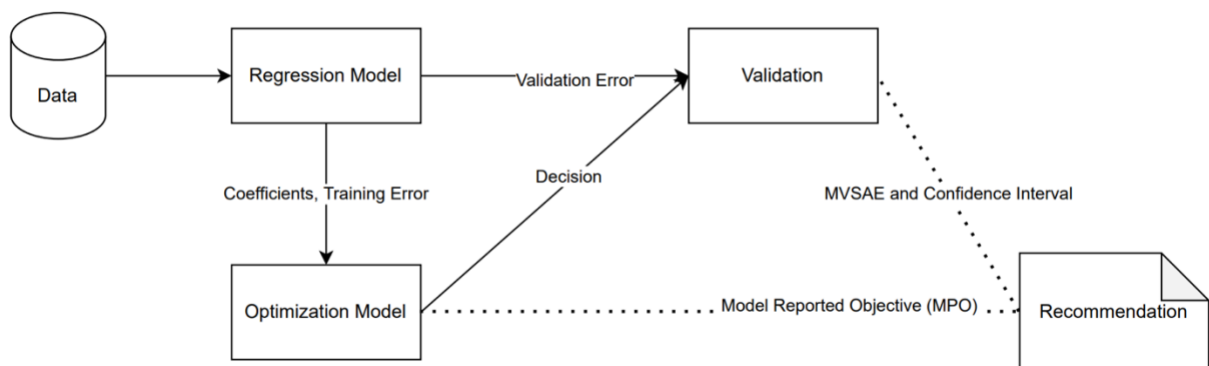 Regression Model
Validation Error
Validation
Data
Decision
Coefficients, Training Error
MVSAE and Confidence Interval
Optimization Model
Model Reported Objective (MPO)
Recommendation